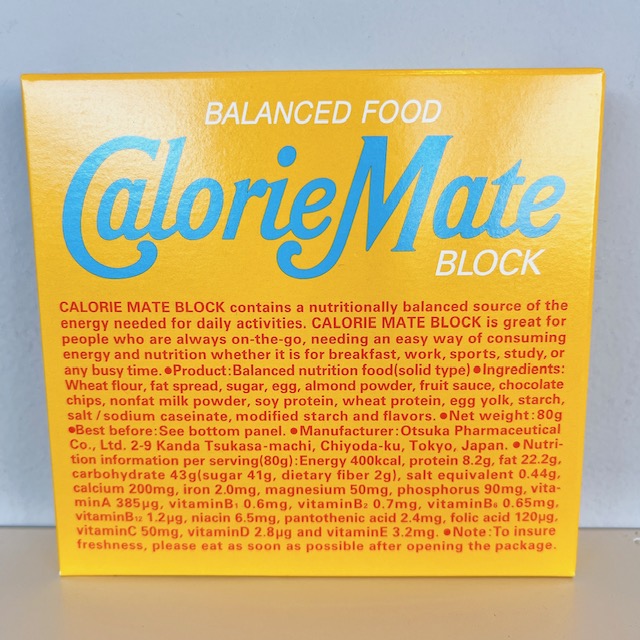 BALANCED FOOD
CalorieMate
BLOCK
CALORIE MATE BLOCK contains a nutritionally balanced source of the
energy needed for daily activities. CALORIE MATE BLOCK is great for
people who are always on-the-go, needing an easy way of consuming
energy and nutrition whether it is for breakfast, work, sports, study, or
any busy time. ●Product:Balanced nutrition food(solid type) ●Ingredients:
Wheat flour, fat spread, sugar, egg, almond powder, fruit sauce, chocolate
chips, nonfat milk powder, soy protein, wheat protein, egg yolk, starch,
salt / sodium caseinate, modified starch and flavors. ●Net weight:80g
●Best before:See bottom panel. ●Manufacturer:Otsuka Pharmaceutical
Co., Ltd. 2-9 Kanda Tsukasa-machi, Chiyoda-ku, Tokyo, Japan. ●Nutri-
tion information per serving(80g):Energy 400kcal, protein 8.2g, fat 22.2g,
carbohydrate 43g(sugar 41g, dietary fiber 2g), salt equivalent 0.44g,
calcium 200mg, iron 2.0mg, magnesium 50mg, phosphorus 90mg, vita-
minA 385μg, vitaminB₁ 0.6mg, vitaminB₂ 0.7mg, vitaminB₆ 0.65mg,
vitaminB₁₂ 1.2μg, niacin 6.5mg, pantothenic acid 2.4mg, folic acid 120μg,
vitaminC 50mg, vitaminD 2.8μg and vitaminE 3.2mg. ●Note:To insure
freshness, please eat as soon as possible after opening the package.